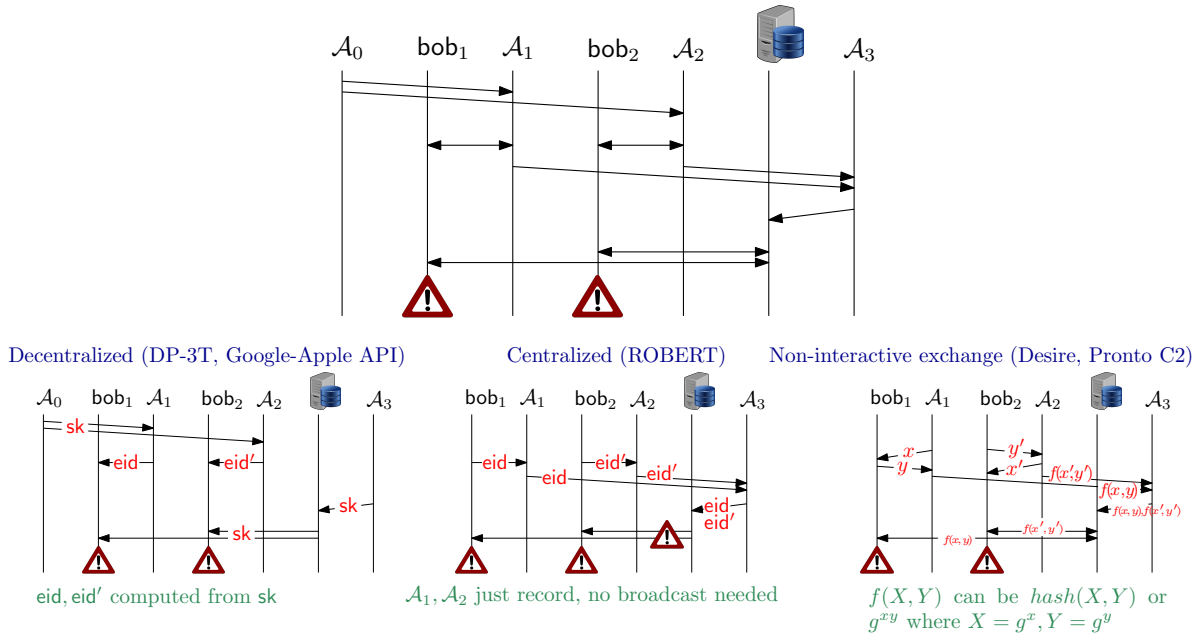 𝒜₀ bob₁ 𝒜₁ bob₂ 𝒜₂ 𝒜₃
Decentralized (DP-3T, Google-Apple API)
𝒜₀ bob₁ 𝒜₁ bob₂ 𝒜₂ 𝒜₃
sk
eid eid′
sk
sk
eid, eid′ computed from sk
Centralized (ROBERT)
bob₁ 𝒜₁ bob₂ 𝒜₂ 𝒜₃
eid eid′
eid eid′
eid
eid′
𝒜₁, 𝒜₂ just record, no broadcast needed
Non-interactive exchange (Desire, Pronto C2)
bob₁ 𝒜₁ bob₂ 𝒜₂ 𝒜₃
x y′
y x′ f(x′,y′)
f(x,y)
f(x,y) f(x′,y′)
f(x′,y′)
f(x,y)
f(X, Y) can be hash(X, Y) or
gˣʸ where X = gˣ, Y = gʸ